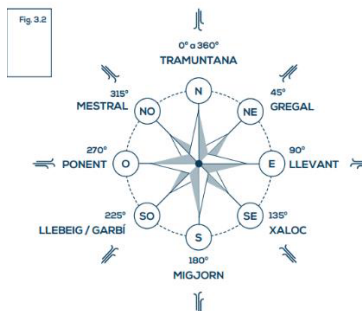 Fig. 3.2
0° a 360°
TRAMUNTANA
N
315°
MESTRAL
NO
45°
GREGAL
NE
270°
PONENT
O
90°
LLEVANT
E
225°
LLEBEIG / GARBÍ
SO
135°
XALOC
SE
S
180°
MIGJORN